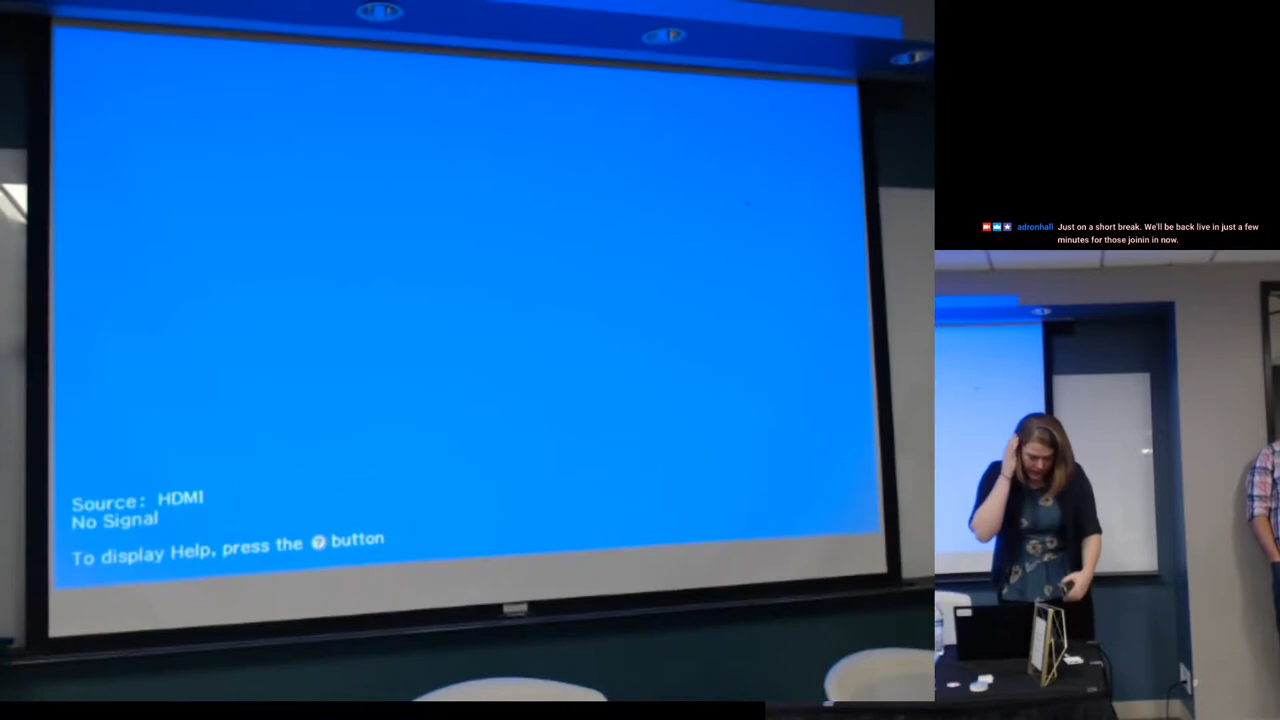 Source: HDMI
No Signal
To display Help, press the ? button
adronhall Just on a short break. We'll be back live in just a few
minutes for those joinin in now.